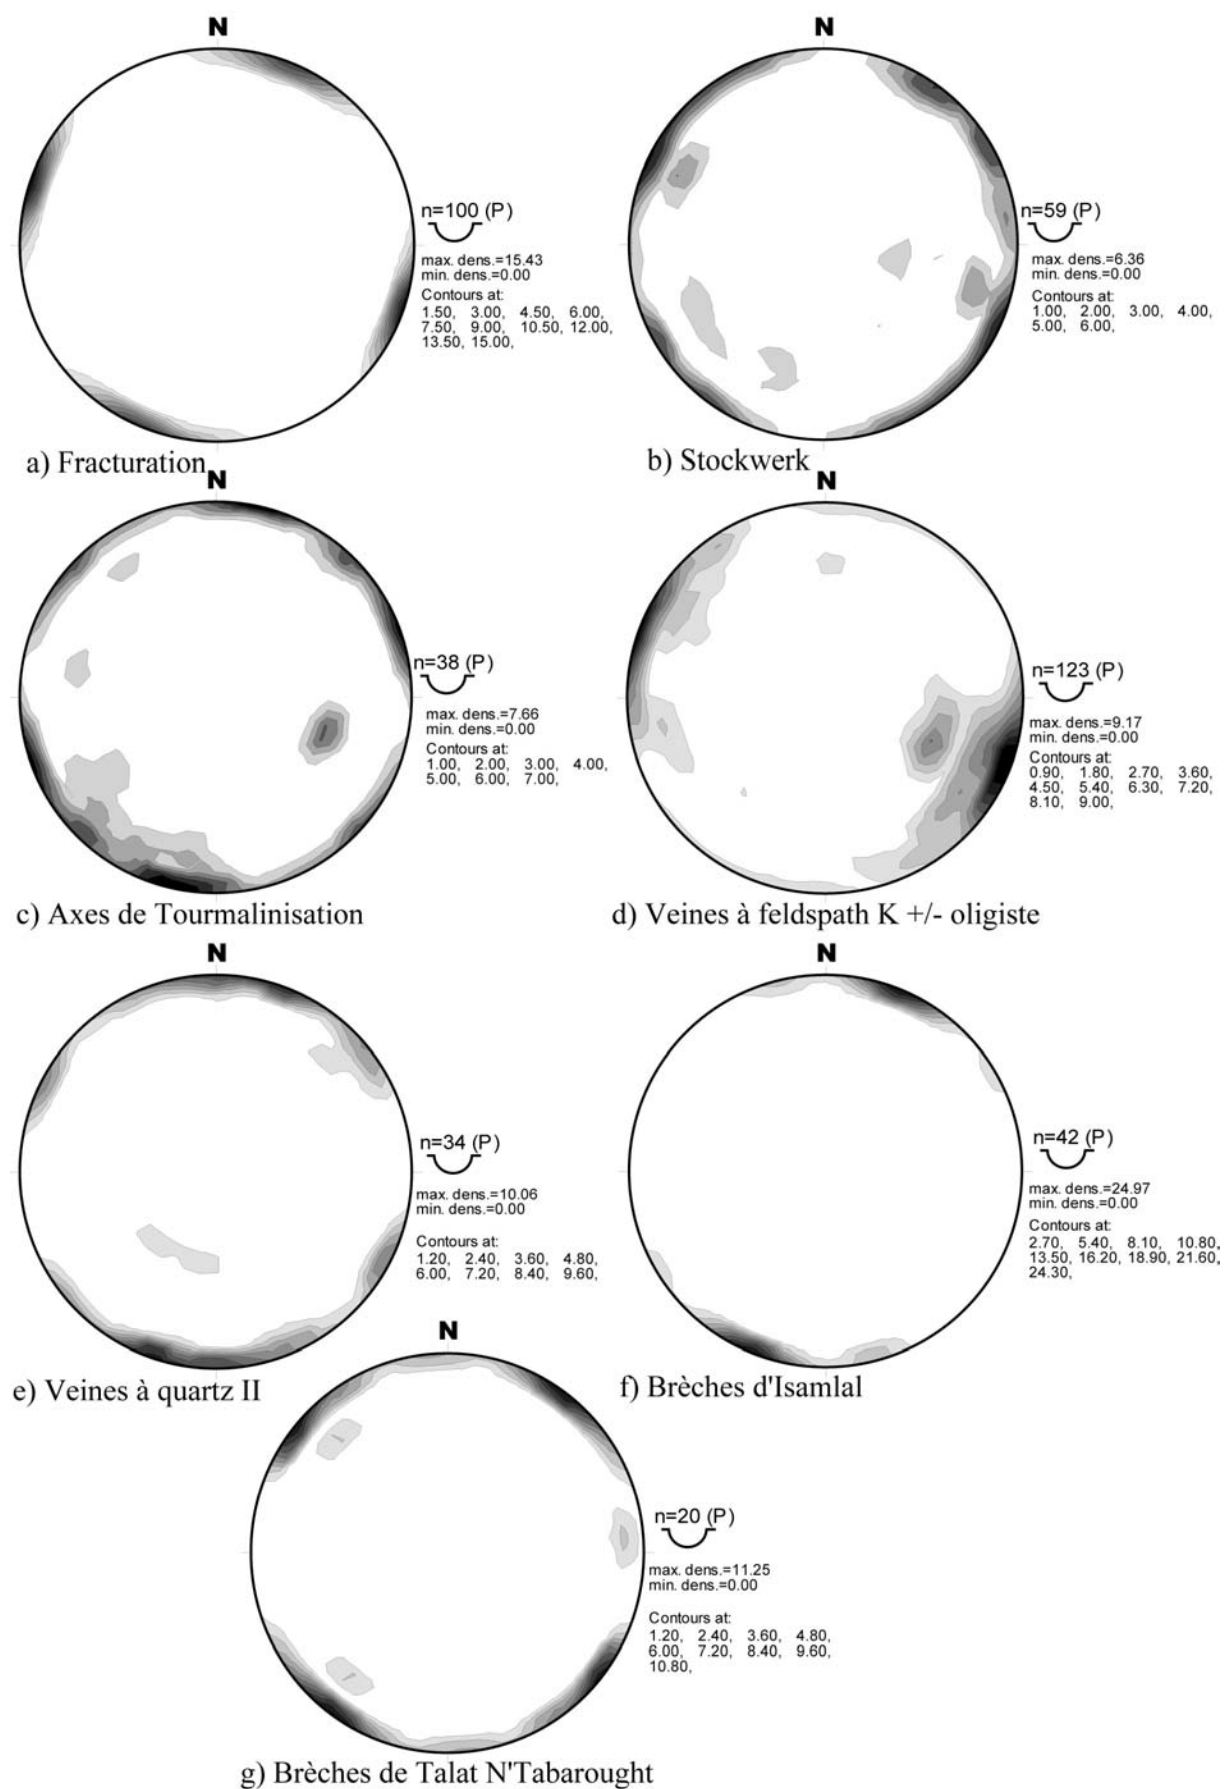 N
n=100 (P)
max. dens.=15.43
min. dens.=0.00
Contours at:
1.50, 3.00, 4.50, 6.00,
7.50, 9.00, 10.50, 12.00,
13.50, 15.00,
a) Fracturation
N
n=59 (P)
max. dens.=6.36
min. dens.=0.00
Contours at:
1.00, 2.00, 3.00, 4.00,
5.00, 6.00,
b) Stockwerk
N
n=38 (P)
max. dens.=7.66
min. dens.=0.00
Contours at:
1.00, 2.00, 3.00, 4.00,
5.00, 6.00, 7.00,
c) Axes de Tourmalinisation
N
n=123 (P)
max. dens.=9.17
min. dens.=0.00
Contours at:
0.90, 1.80, 2.70, 3.60,
4.50, 5.40, 6.30, 7.20,
8.10, 9.00,
d) Veines à feldspath K +/- oligiste
N
n=34 (P)
max. dens.=10.06
min. dens.=0.00
Contours at:
1.20, 2.40, 3.60, 4.80,
6.00, 7.20, 8.40, 9.60,
e) Veines à quartz II
N
n=42 (P)
max. dens.=24.97
min. dens.=0.00
Contours at:
2.70, 5.40, 8.10, 10.80,
13.50, 16.20, 18.90, 21.60,
24.30,
f) Brèches d'Isamlal
N
n=20 (P)
max. dens.=11.25
min. dens.=0.00
Contours at:
1.20, 2.40, 3.60, 4.80,
6.00, 7.20, 8.40, 9.60,
10.80,
g) Brèches de Talat N'Tabarought